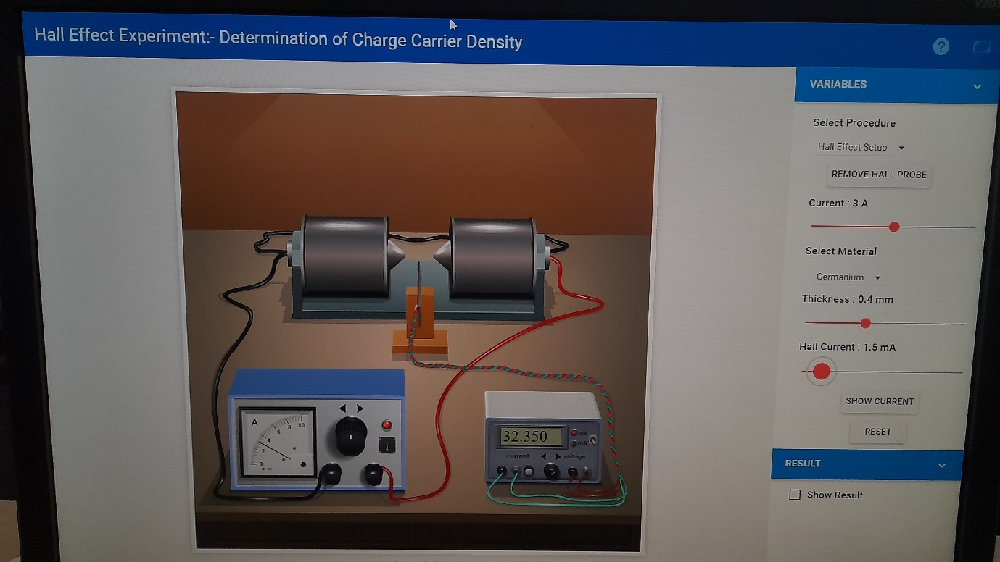 Hall Effect Experiment:- Determination of Charge Carrier Density
?
VARIABLES
Select Procedure
Hall Effect Setup
REMOVE HALL PROBE
Current : 3 A
Select Material
Germanium
Thickness : 0.4 mm
Hall Current : 1.5 mA
SHOW CURRENT
RESET
RESULT
Show Result
A
0 2 4 6 8 10
32.350
mV
mA
current voltage